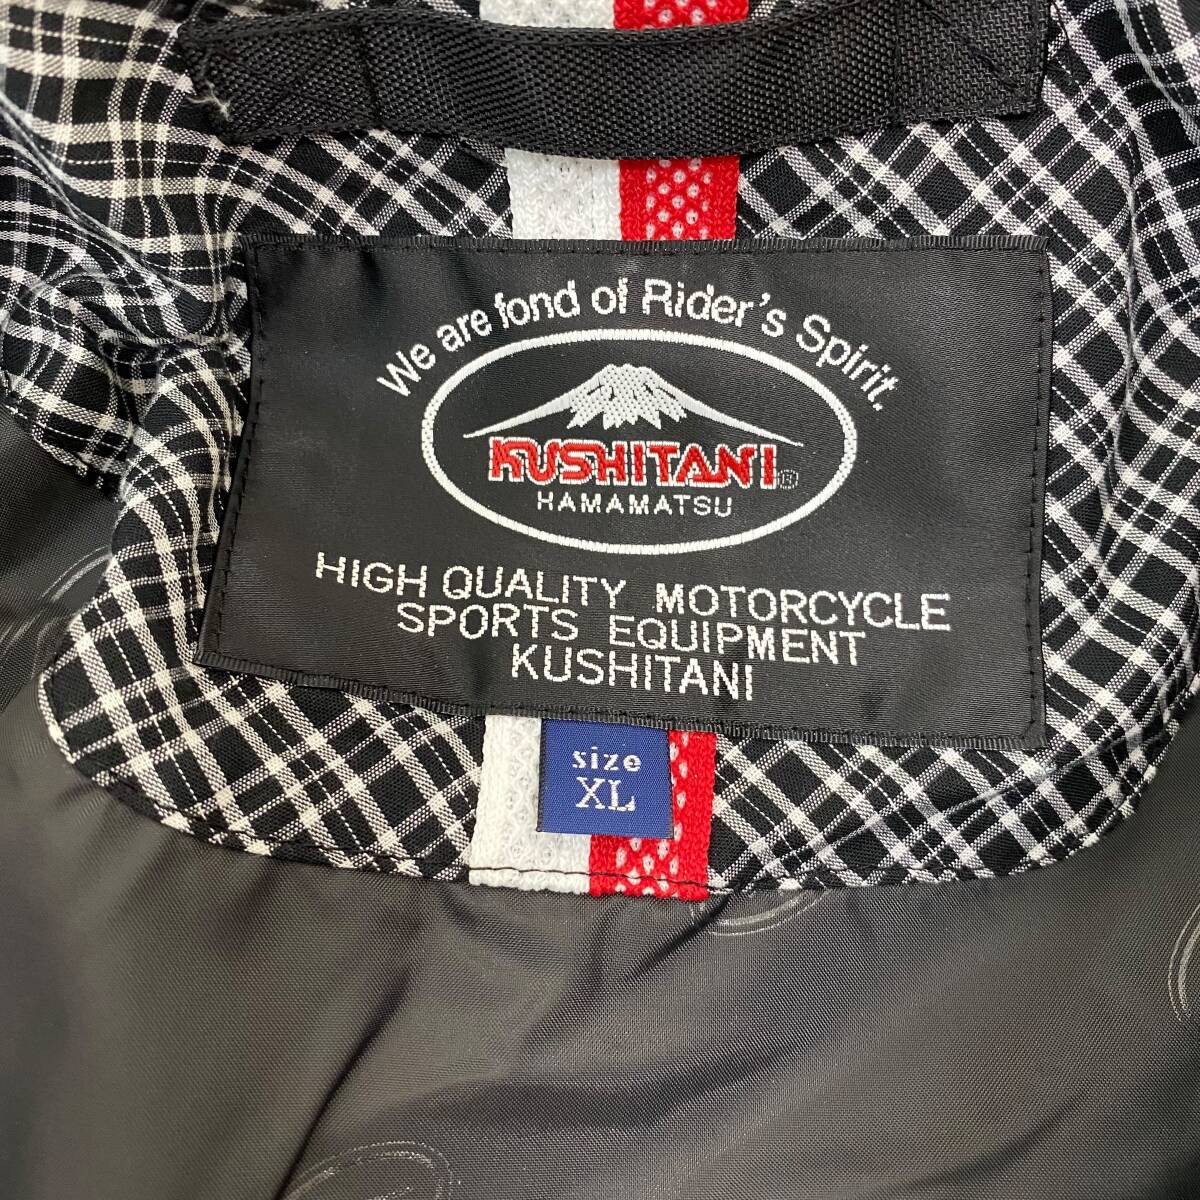 We are fond of Rider's Spirit.
KUSHITANI®
HAMAMATSU
HIGH QUALITY MOTORCYCLE
SPORTS EQUIPMENT
KUSHITANI
size
XL